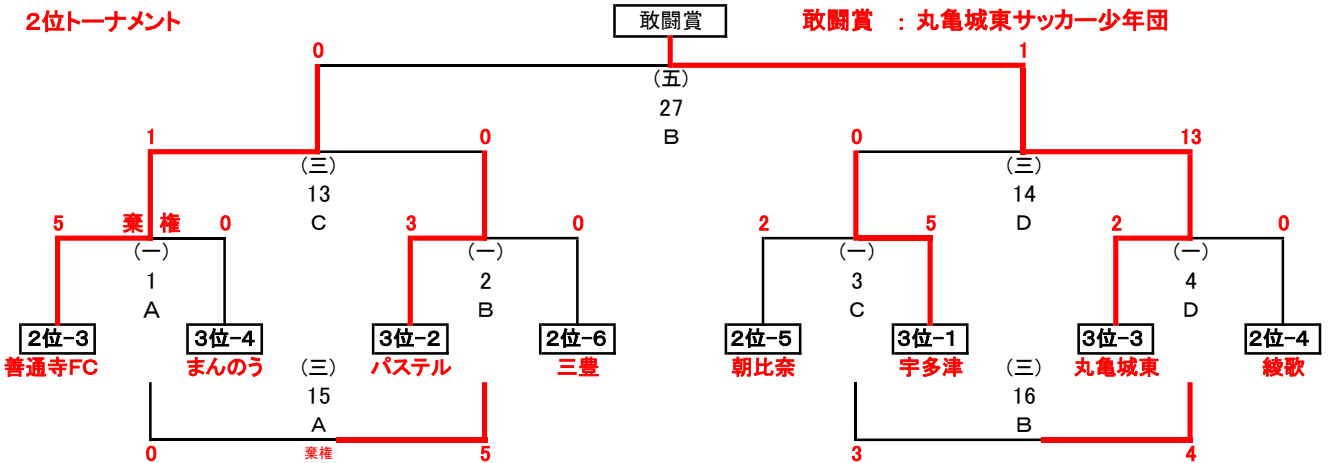 2位トーナメント
敢闘賞
敢闘賞 : 丸亀城東サッカー少年団
0 1
(五)
27
B
1 0 0 13
(三) (三)
13 14
C D
5 棄権 0 3 0 2 5 2 0
(一) (一) (一) (一)
1 2 3 4
A B C D
2位-3 3位-4 3位-2 2位-6 2位-5 3位-1 3位-3 2位-4
善通寺FC まんのう パステル 三豊 朝比奈 宇多津 丸亀城東 綾歌
(三) (三)
15 16
A B
0 棄権 5 3 4